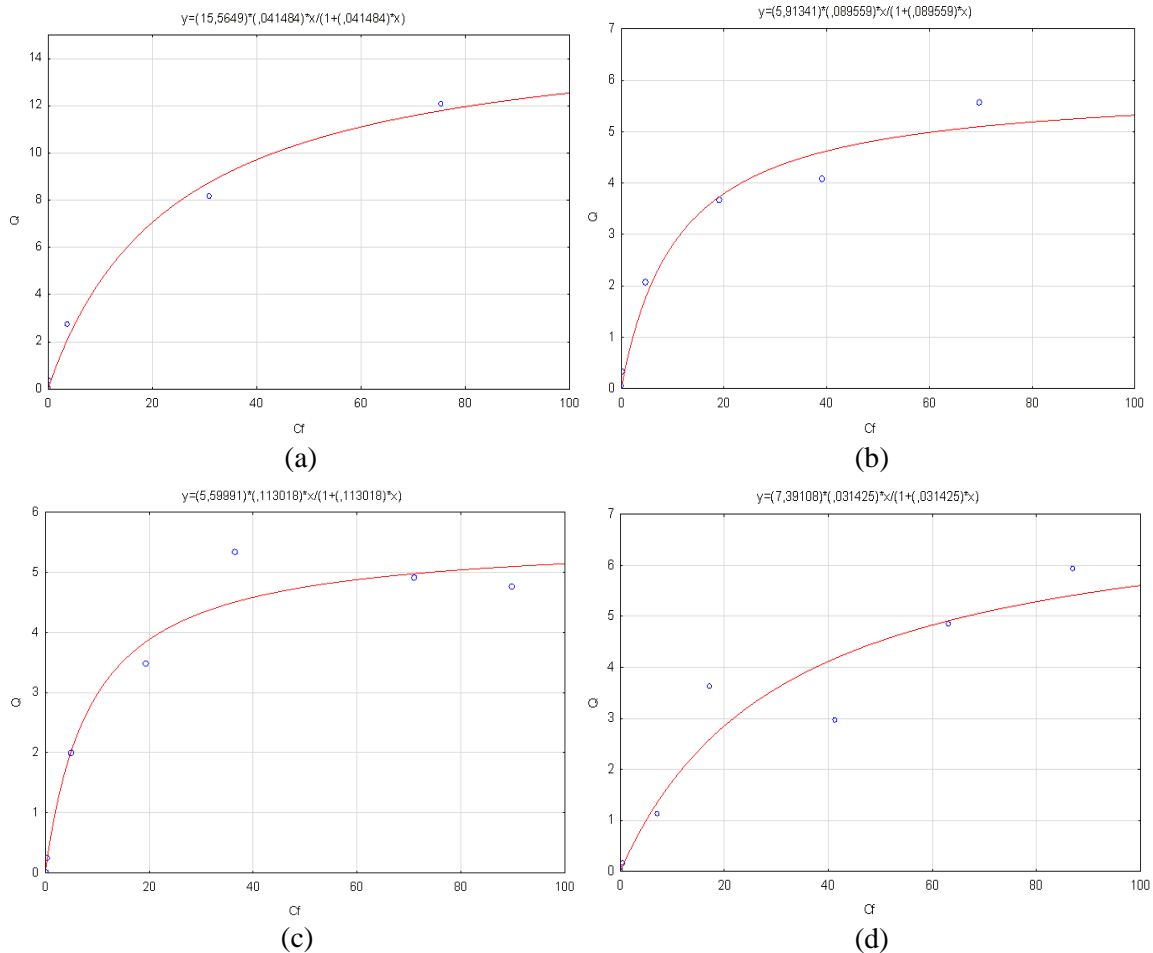 y=(15,5649)*(,041484)*x/(1+(,041484)*x)
14
12
10
8
6
4
2
0
Q
0 20 40 60 80 100
Cf
(a)
y=(5,91341)*(,089559)*x/(1+(,089559)*x)
7
6
5
4
3
2
1
0
Q
0 20 40 60 80 100
Cf
(b)
y=(5,59991)*(,113018)*x/(1+(,113018)*x)
6
5
4
3
2
1
0
Q
0 20 40 60 80 100
Cf
(c)
y=(7,39108)*(,031425)*x/(1+(,031425)*x)
7
6
5
4
3
2
1
0
Q
0 20 40 60 80 100
Cf
(d)